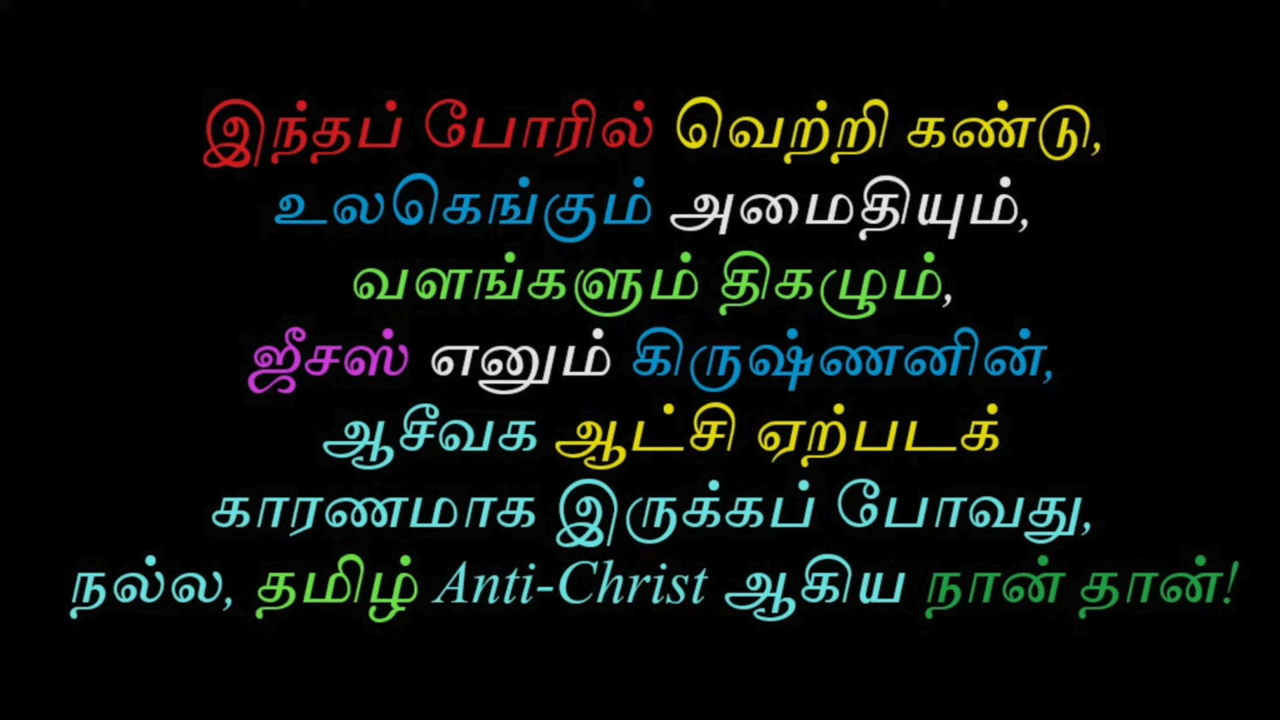 இந்தப் போரில் வெற்றி கண்டு,
உலகெங்கும் அமைதியும்,
வளங்களும் திகழும்,
ஜீசஸ் எனும் கிருஷ்ணனின்,
ஆசீவக ஆட்சி ஏற்படக்
காரணமாக இருக்கப் போவது,
நல்ல, தமிழ் Anti-Christ ஆகிய நான் தான்!